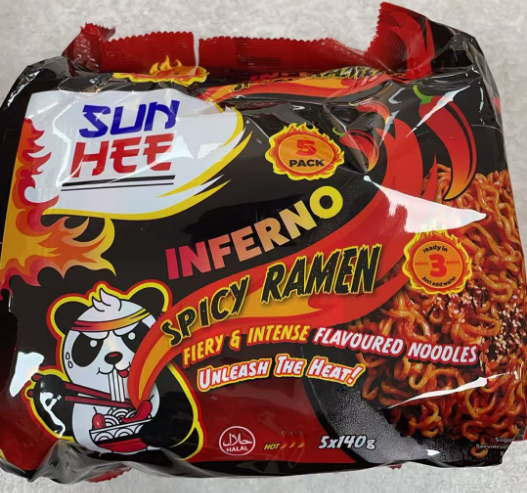 SUN
HEE
5
PACK
INFERNO
SPICY RAMEN
ready in
3
FIERY & INTENSE FLAVOURED NOODLES
UNLEASH THE HEAT!
حلال
HALAL
HOT
5x140g